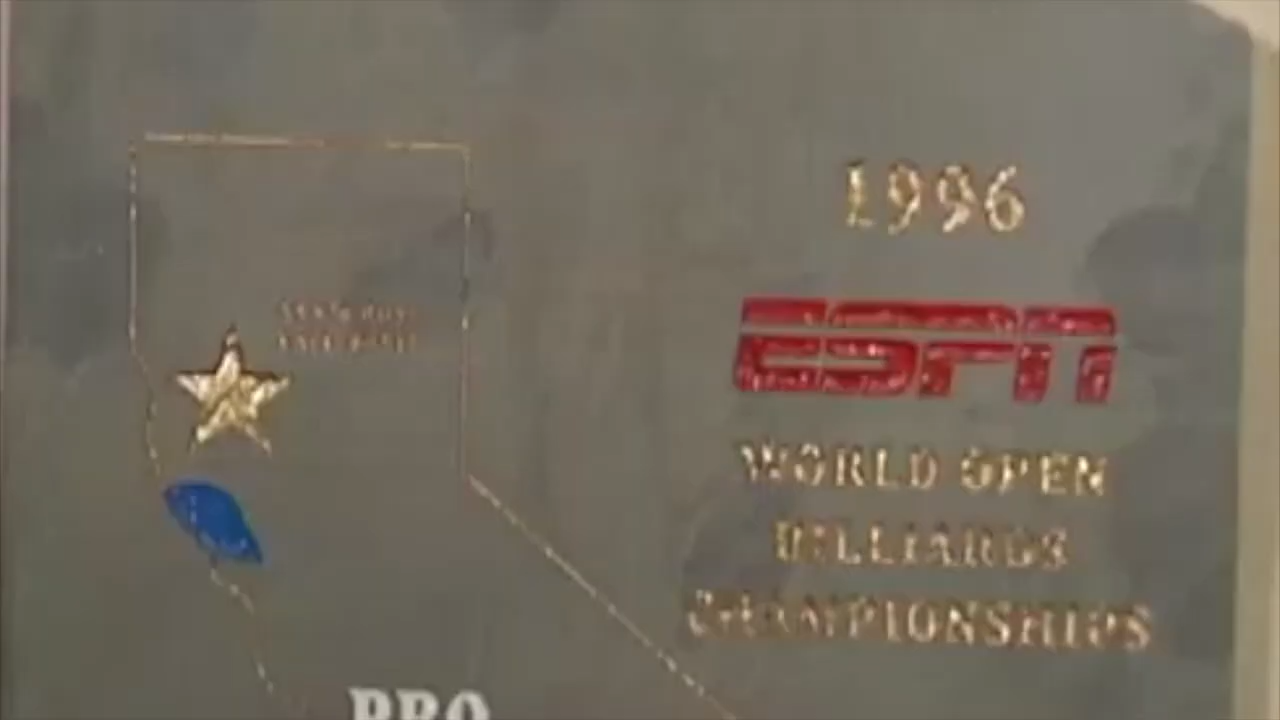 1996
ESPN
WORLD OPEN
BILLIARDS
CHAMPIONSHIPS
PRO